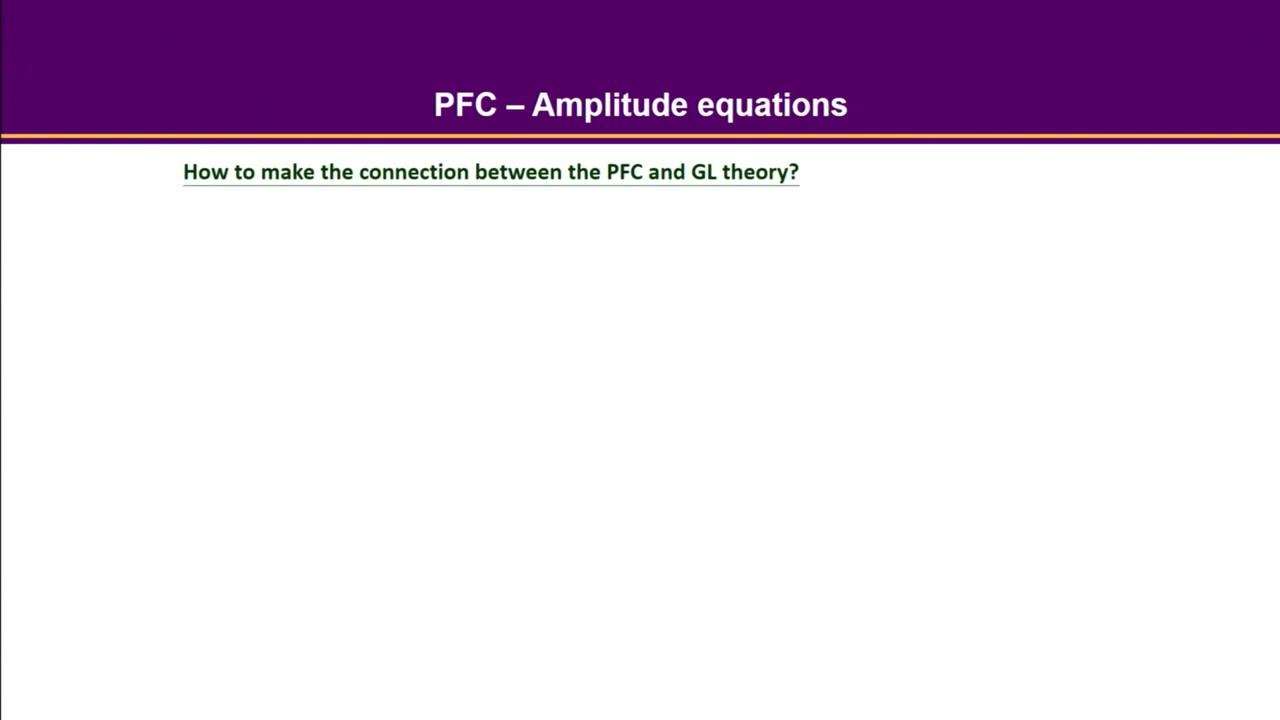 PFC – Amplitude equations
How to make the connection between the PFC and GL theory?